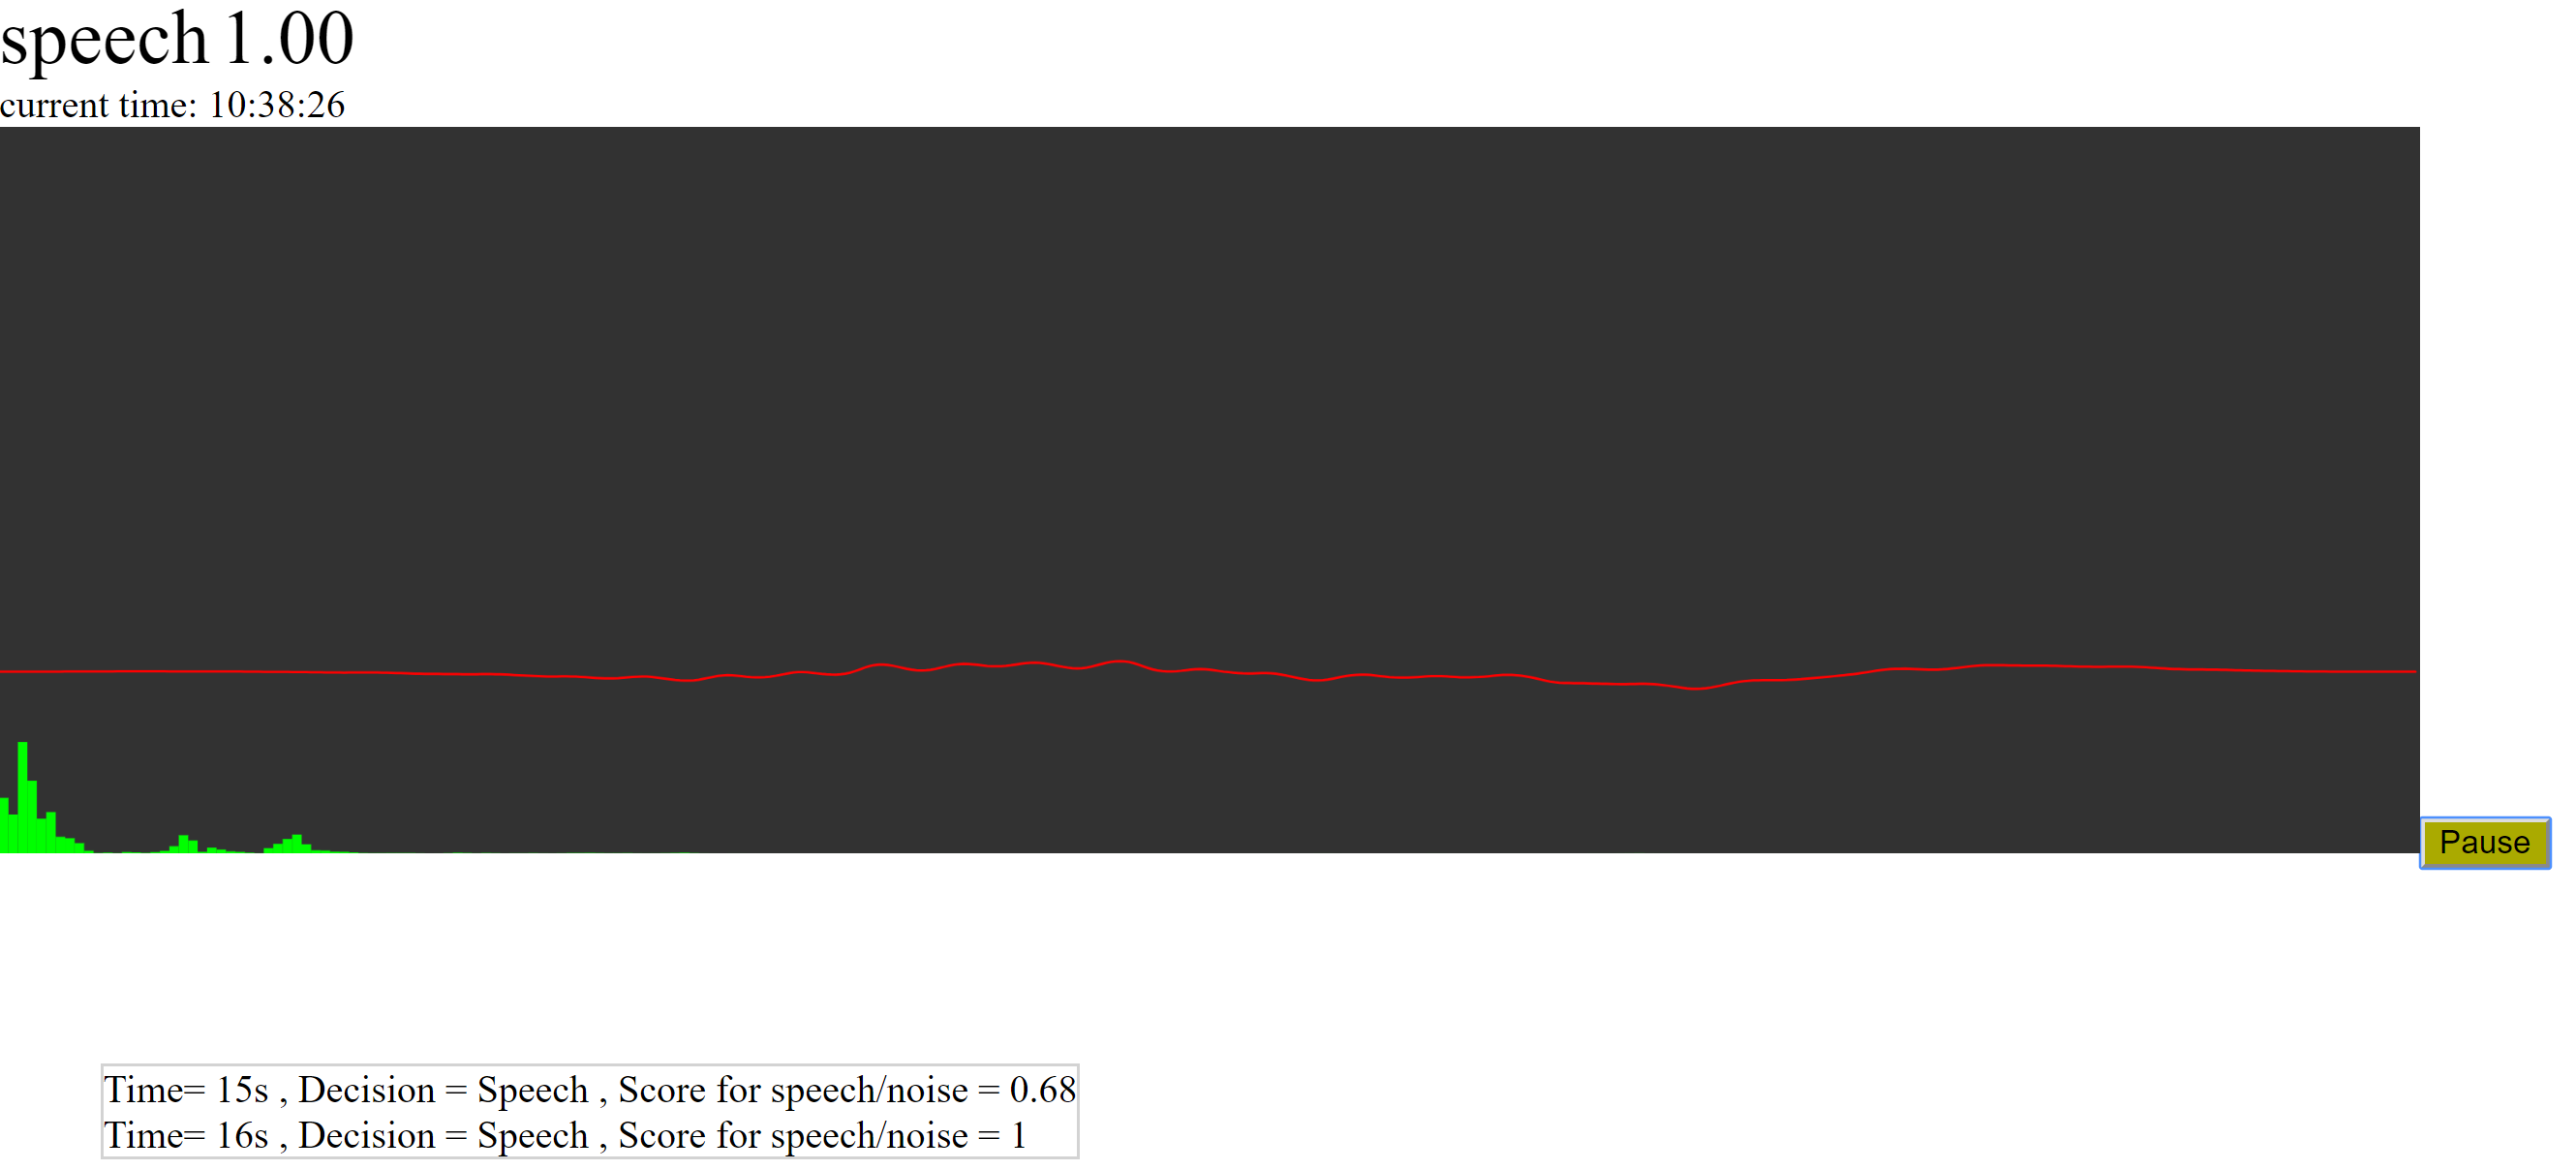 speech 1.00
current time: 10:38:26
Pause
Time= 15s , Decision = Speech , Score for speech/noise = 0.68
Time= 16s , Decision = Speech , Score for speech/noise = 1